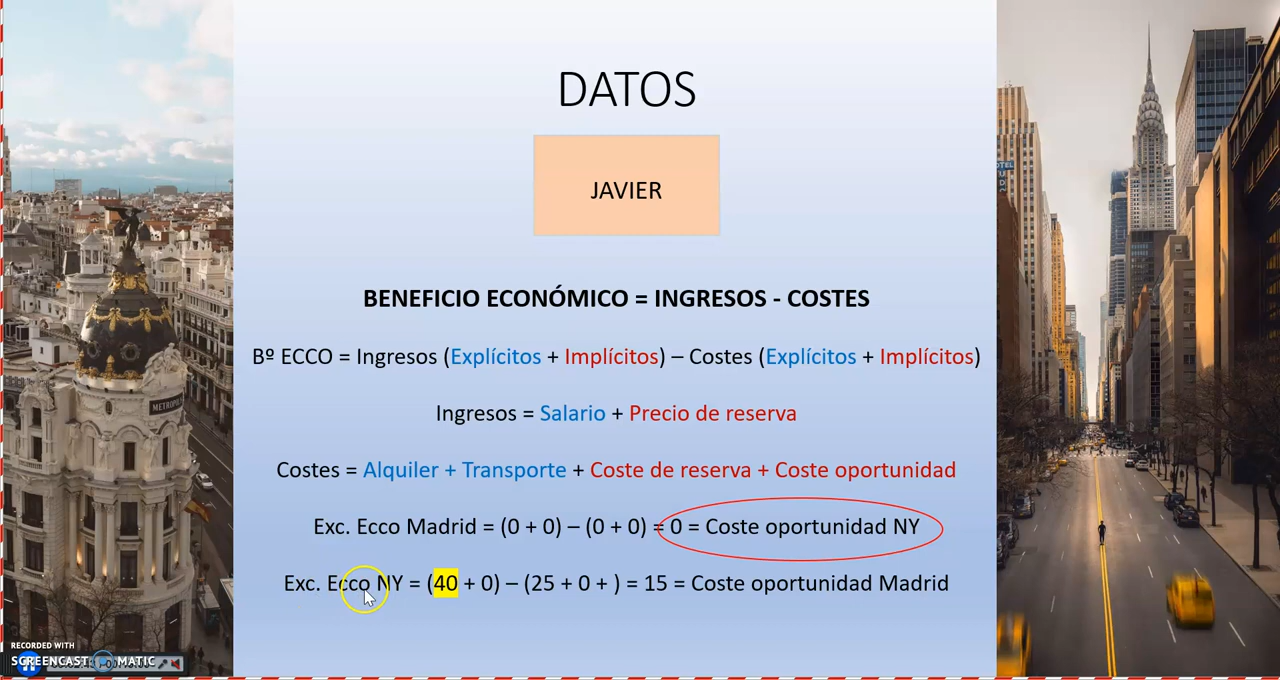 DATOS
JAVIER
BENEFICIO ECONÓMICO = INGRESOS - COSTES
Bº ECCO = Ingresos (Explícitos + Implícitos) – Costes (Explícitos + Implícitos)
Ingresos = Salario + Precio de reserva
Costes = Alquiler + Transporte + Coste de reserva + Coste oportunidad
Exc. Ecco Madrid = (0 + 0) – (0 + 0) = 0 = Coste oportunidad NY
Exc. Ecco NY = (40 + 0) – (25 + 0 + ) = 15 = Coste oportunidad Madrid
METROPOLIS
OTEL
RECORDED WITH
SCREENCAST MATIC